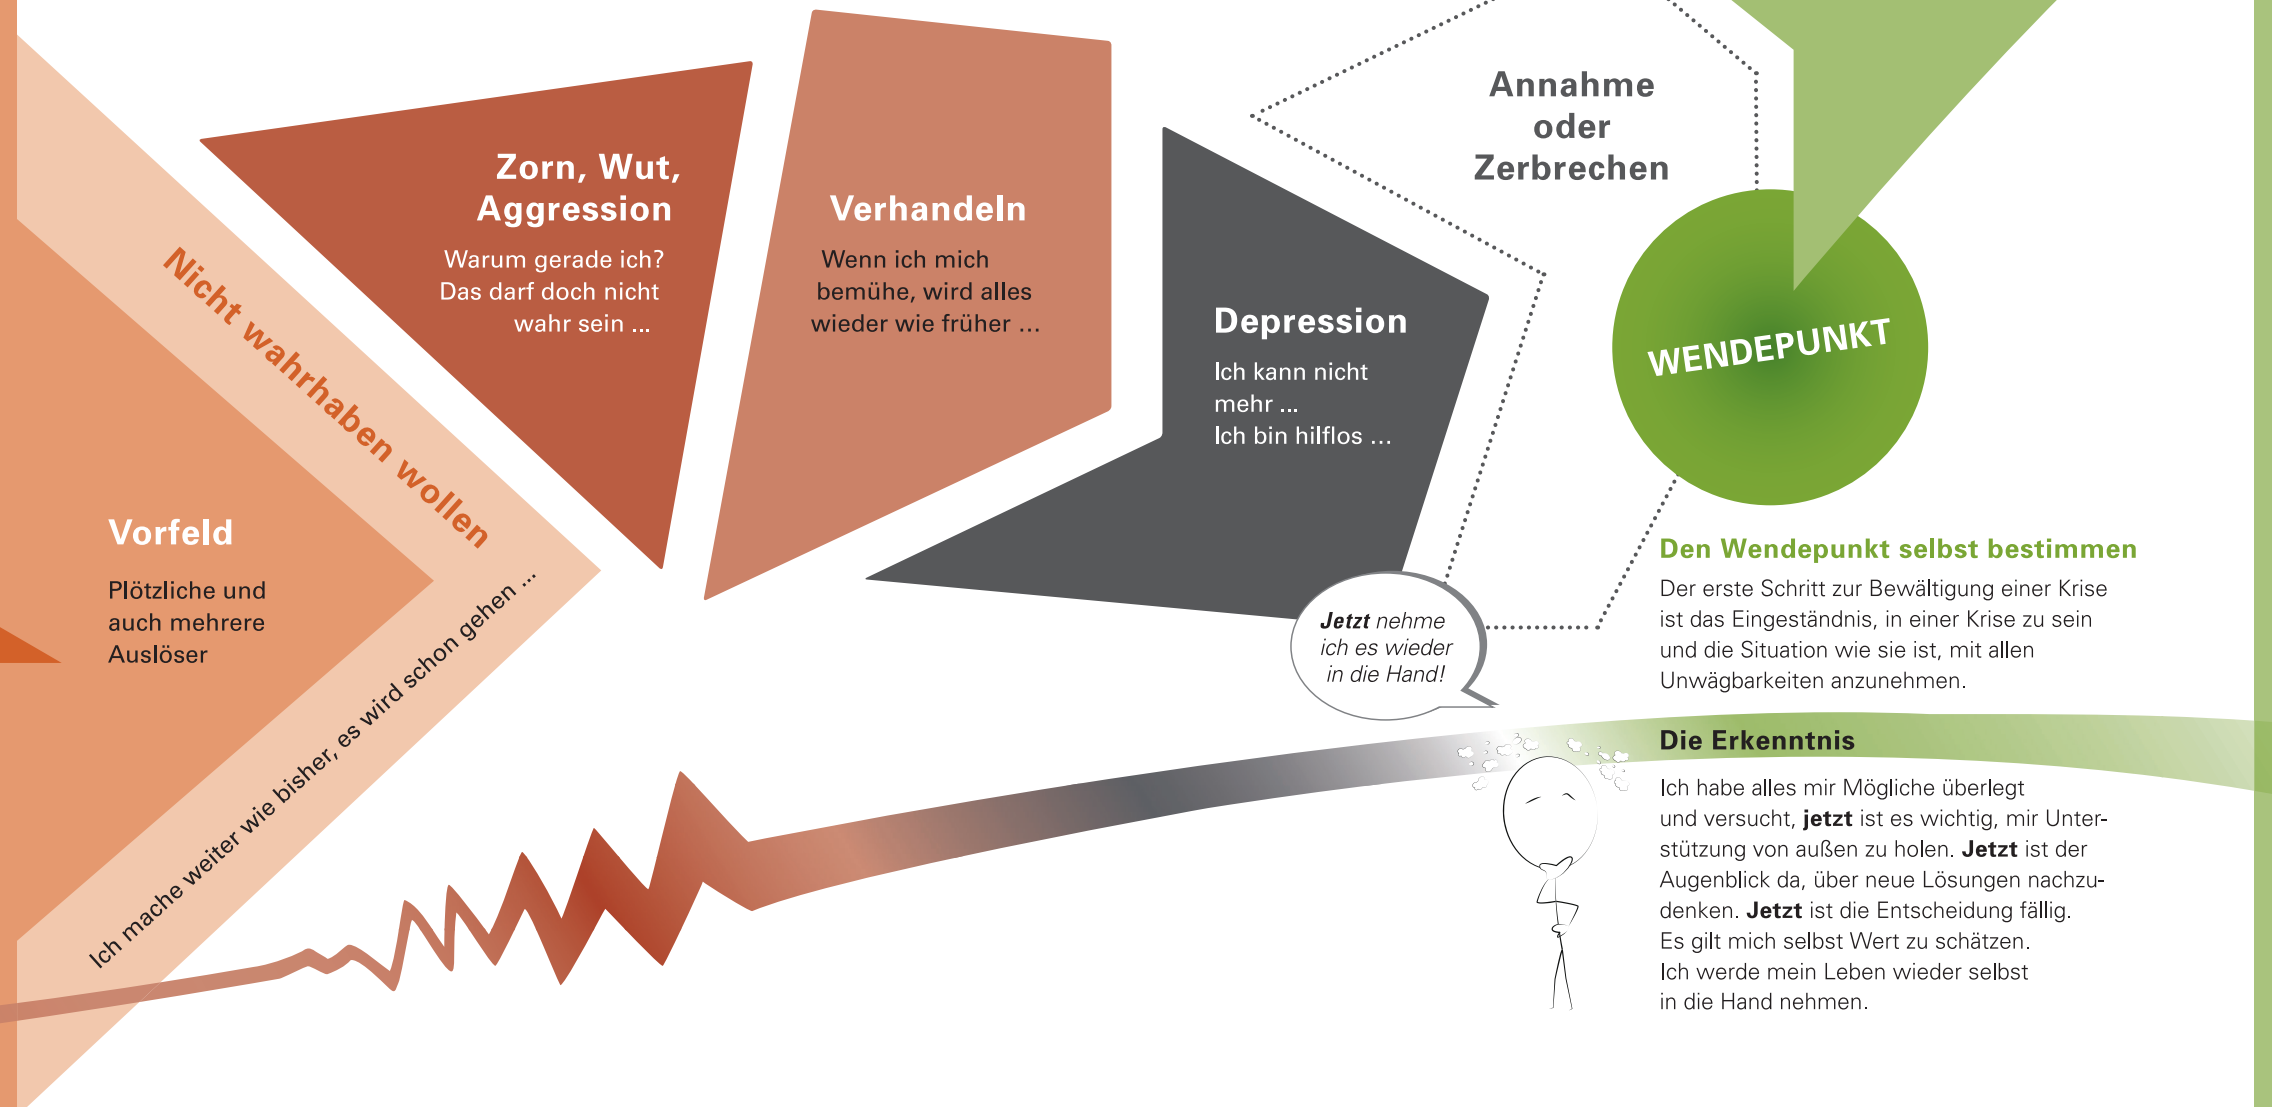 Vorfeld
Plötzliche und
auch mehrere
Auslöser
Nicht wahrhaben wollen
Ich mache weiter wie bisher, es wird schon gehen ...
Zorn, Wut,
Aggression
Warum gerade ich?
Das darf doch nicht
wahr sein ...
Verhandeln
Wenn ich mich
bemühe, wird alles
wieder wie früher ...
Depression
Ich kann nicht
mehr ...
Ich bin hilflos ...
Annahme
oder
Zerbrechen
WENDEPUNKT
Jetzt nehme
ich es wieder
in die Hand!
Den Wendepunkt selbst bestimmen
Der erste Schritt zur Bewältigung einer Krise
ist das Eingeständnis, in einer Krise zu sein
und die Situation wie sie ist, mit allen
Unwägbarkeiten anzunehmen.
Die Erkenntnis
Ich habe alles mir Mögliche überlegt
und versucht, jetzt ist es wichtig, mir Unter-
stützung von außen zu holen. Jetzt ist der
Augenblick da, über neue Lösungen nachzu-
denken. Jetzt ist die Entscheidung fällig.
Es gilt mich selbst Wert zu schätzen.
Ich werde mein Leben wieder selbst
in die Hand nehmen.